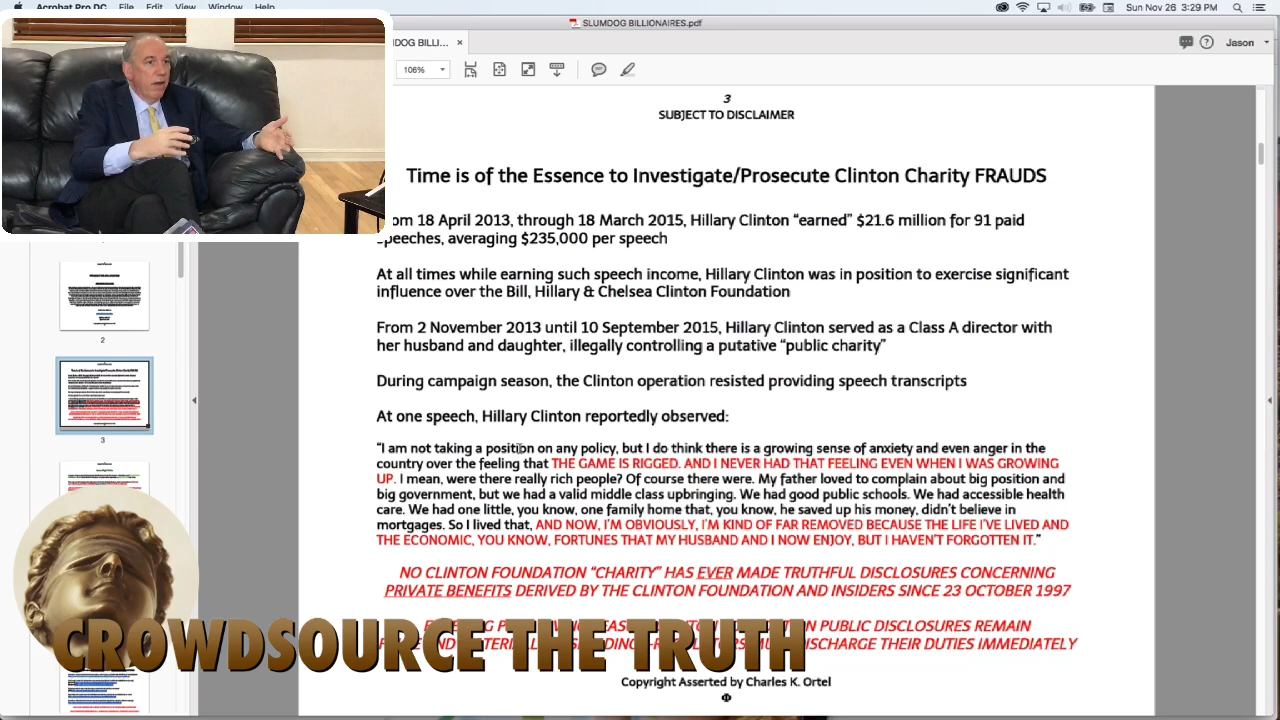 Acrobat Pro DC File Edit View Window Help
Sun Nov 26 3:29 PM
SLUMDOG BILLIONAIRES.pdf
DOG BILLI... ×
Jason
106%
3
SUBJECT TO DISCLAIMER
Time is of the Essence to Investigate/Prosecute Clinton Charity FRAUDS
om 18 April 2013, through 18 March 2015, Hillary Clinton “earned” $21.6 million for 91 paid
speeches, averaging $235,000 per speech
At all times while earning such speech income, Hillary Clinton was in position to exercise significant
influence over the Bill, Hillary & Chelsea Clinton Foundation
From 2 November 2013 until 10 September 2015, Hillary Clinton served as a Class A director with
her husband and daughter, illegally controlling a putative “public charity”
During campaign for President, the Clinton operation resisted releasing speech transcripts
At one speech, Hillary Clinton reportedly observed:
“I am not taking a position on any policy, but I do think there is a growing sense of anxiety and even anger in the
country over the feeling that THE GAME IS RIGGED. AND I NEVER HAD THAT FEELING EVEN WHEN I WAS GROWING
UP. I mean, were there really rich people? Of course there were. My father loved to complain about big position and
big government, but we had a solid middle class upbringing. We had good public schools. We had accessible health
care. We had one little, you know, one family home that, you know, he saved up his money, didn’t believe in
mortgages. So I lived that, AND NOW, I’M OBVIOUSLY, I’M KIND OF FAR REMOVED BECAUSE THE LIFE I’VE LIVED AND
THE ECONOMIC, YOU KNOW, FORTUNES THAT MY HUSBAND AND I NOW ENJOY, BUT I HAVEN’T FORGOTTEN IT.”
NO CLINTON FOUNDATION “CHARITY” HAS EVER MADE TRUTHFUL DISCLOSURES CONCERNING
PRIVATE BENEFITS DERIVED BY THE CLINTON FOUNDATION AND INSIDERS SINCE 23 OCTOBER 1997
PUBLIC DISCLOSURES REMAIN
DISCHARGE THEIR DUTIES IMMEDIATELY
Copyright Asserted by
2
3
CROWDSOURCE THE TRUTH